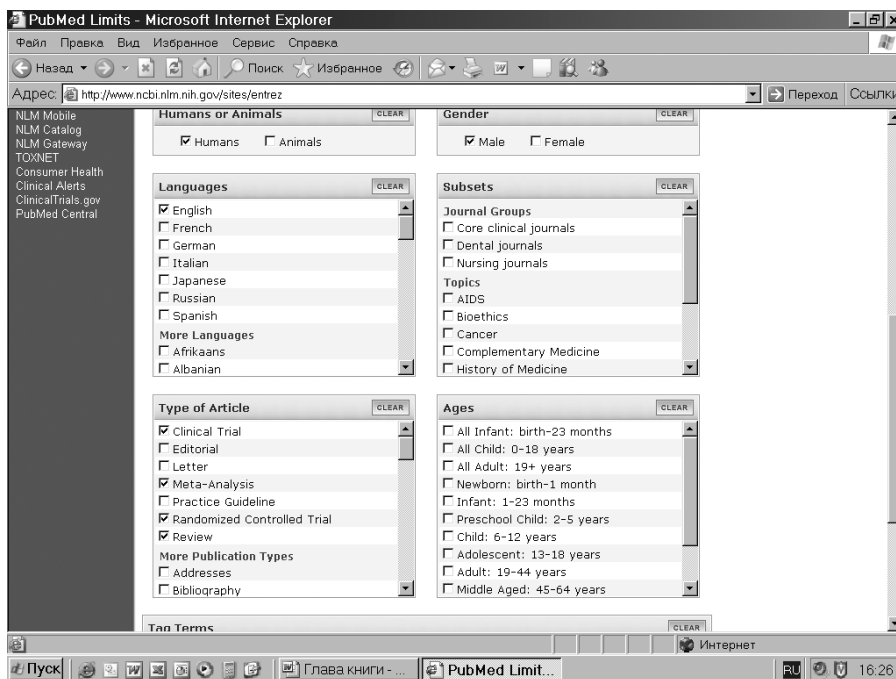 PubMed Limits - Microsoft Internet Explorer
Файл Правка Вид Избранное Сервис Справка
Назад Поиск Избранное
Адрес: http://www.ncbi.nlm.nih.gov/sites/entrez Переход Ссылки
NLM Mobile
NLM Catalog
NLM Gateway
TOXNET
Consumer Health
Clinical Alerts
ClinicalTrials.gov
PubMed Central
Humans or Animals CLEAR
Humans Animals
Gender CLEAR
Male Female
Languages CLEAR
English
French
German
Italian
Japanese
Russian
Spanish
More Languages
Afrikaans
Albanian
Subsets CLEAR
Journal Groups
Core clinical journals
Dental journals
Nursing journals
Topics
AIDS
Bioethics
Cancer
Complementary Medicine
History of Medicine
Type of Article CLEAR
Clinical Trial
Editorial
Letter
Meta-Analysis
Practice Guideline
Randomized Controlled Trial
Review
More Publication Types
Addresses
Bibliography
Ages CLEAR
All Infant: birth-23 months
All Child: 0-18 years
All Adult: 19+ years
Newborn: birth-1 month
Infant: 1-23 months
Preschool Child: 2-5 years
Child: 6-12 years
Adolescent: 13-18 years
Adult: 19-44 years
Middle Aged: 45-64 years
Tag Terms CLEAR
Интернет
Пуск Глава книги - ... PubMed Limit... RU 16:26